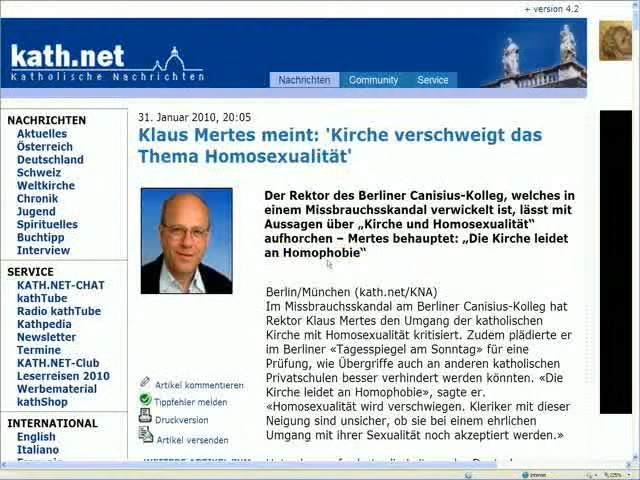 + version 4.2
kath.net
Katholische Nachrichten
Nachrichten Community Service
NACHRICHTEN
Aktuelles
Österreich
Deutschland
Schweiz
Weltkirche
Chronik
Jugend
Spirituelles
Buchtipp
Interview
SERVICE
KATH.NET-CHAT
kathTube
Radio kathTube
Kathpedia
Newsletter
Termine
KATH.NET-Club
Leserreisen 2010
Werbematerial
kathShop
INTERNATIONAL
English
Italiano
31. Januar 2010, 20:05
Klaus Mertes meint: 'Kirche verschweigt das
Thema Homosexualität'
Der Rektor des Berliner Canisius-Kolleg, welches in
einem Missbrauchsskandal verwickelt ist, lässt mit
Aussagen über „Kirche und Homosexualität“
aufhorchen – Mertes behauptet: „Die Kirche leidet
an Homophobie“
Berlin/München (kath.net/KNA)
Im Missbrauchsskandal am Berliner Canisius-Kolleg hat
Rektor Klaus Mertes den Umgang der katholischen
Kirche mit Homosexualität kritisiert. Zudem plädierte er
im Berliner «Tagesspiegel am Sonntag» für eine
Prüfung, wie Übergriffe auch an anderen katholischen
Privatschulen besser verhindert werden könnten. «Die
Kirche leidet an Homophobie», sagte er.
«Homosexualität wird verschwiegen. Kleriker mit dieser
Neigung sind unsicher, ob sie bei einem ehrlichen
Umgang mit ihrer Sexualität noch akzeptiert werden.»
Artikel kommentieren
Tippfehler melden
Druckversion
Artikel versenden
Internet
225%